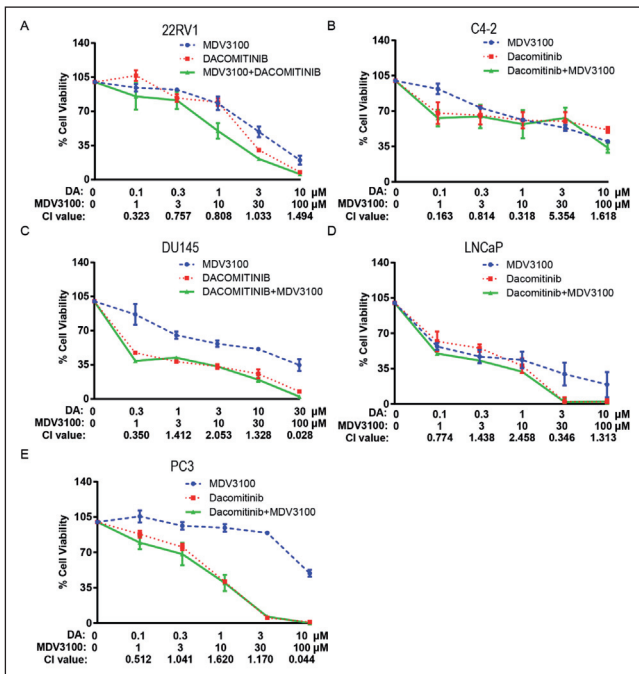 A
22RV1
MDV3100
DACOMITINIB
MDV3100+DACOMITINIB
% Cell Viability
140
105
70
35
0
DA: 0 0.1 0.3 1 3 10 µM
MDV3100: 0 1 3 10 30 100 µM
CI value: 0.323 0.757 0.808 1.033 1.494
B
C4-2
MDV3100
Dacomitinib
Dacomitinib+MDV3100
% Cell Viability
140
105
70
35
0
DA: 0 0.1 0.3 1 3 10 µM
MDV3100: 0 1 3 10 30 100 µM
CI value: 0.163 0.814 0.318 5.354 1.618
C
DU145
MDV3100
DACOMITINIB
DACOMITINIB+MDV3100
% Cell Viability
140
105
70
35
0
DA: 0 0.3 1 3 10 30 µM
MDV3100: 0 1 3 10 30 100 µM
CI value: 0.350 1.412 2.053 1.328 0.028
D
LNCaP
MDV3100
Dacomitinib
Dacomitinib+MDV3100
% Cell Viability
140
105
70
35
0
DA: 0 0.1 0.3 1 3 10 µM
MDV3100: 0 1 3 10 30 100 µM
CI value: 0.774 1.438 2.458 0.346 1.313
E
PC3
MDV3100
Dacomitinib
Dacomitinib+MDV3100
% Cell Viability
140
105
70
35
0
DA: 0 0.1 0.3 1 3 10 µM
MDV3100: 0 1 3 10 30 100 µM
CI value: 0.512 1.041 1.620 1.170 0.044